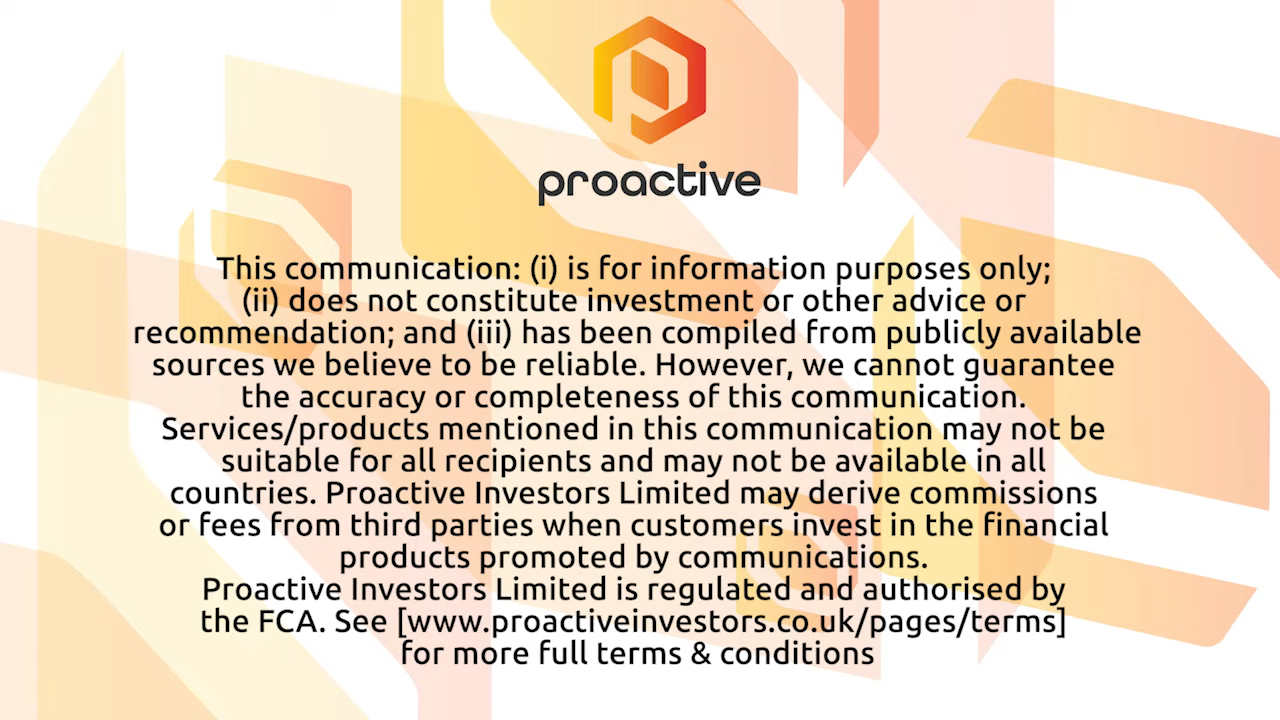 proactive
This communication: (i) is for information purposes only;
(ii) does not constitute investment or other advice or
recommendation; and (iii) has been compiled from publicly available
sources we believe to be reliable. However, we cannot guarantee
the accuracy or completeness of this communication.
Services/products mentioned in this communication may not be
suitable for all recipients and may not be available in all
countries. Proactive Investors Limited may derive commissions
or fees from third parties when customers invest in the financial
products promoted by communications.
Proactive Investors Limited is regulated and authorised by
the FCA. See [www.proactiveinvestors.co.uk/pages/terms]
for more full terms & conditions